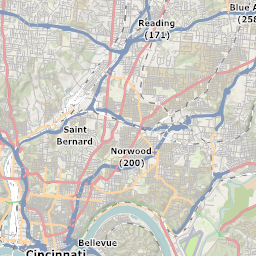 Reading
(171)
Blue A
(258
Saint
Bernard
Norwood
(200)
Cincinnati
Bellevue